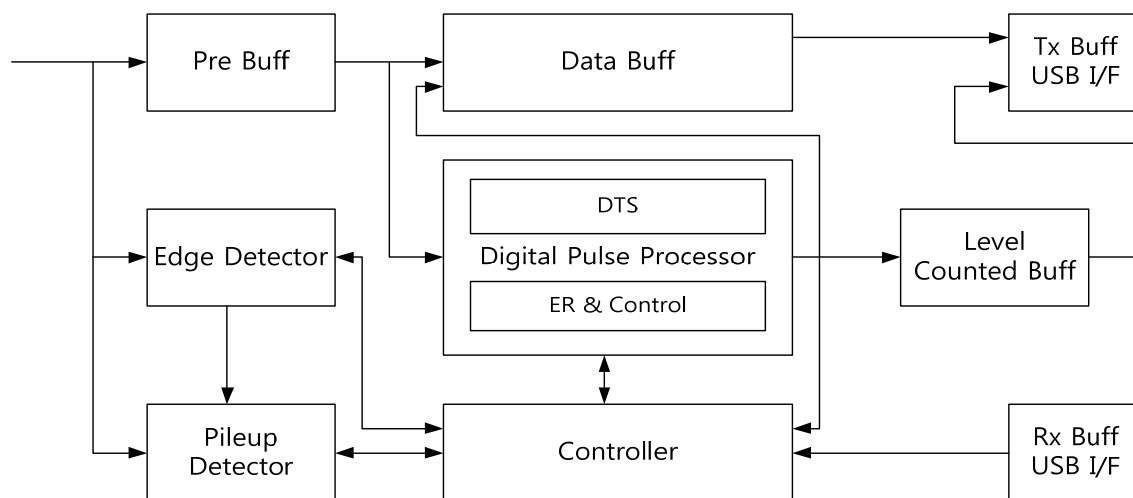 Pre Buff
Data Buff
Tx Buff
USB I/F
DTS
Edge Detector
Digital Pulse Processor
Level
Counted Buff
ER & Control
Pileup
Detector
Controller
Rx Buff
USB I/F